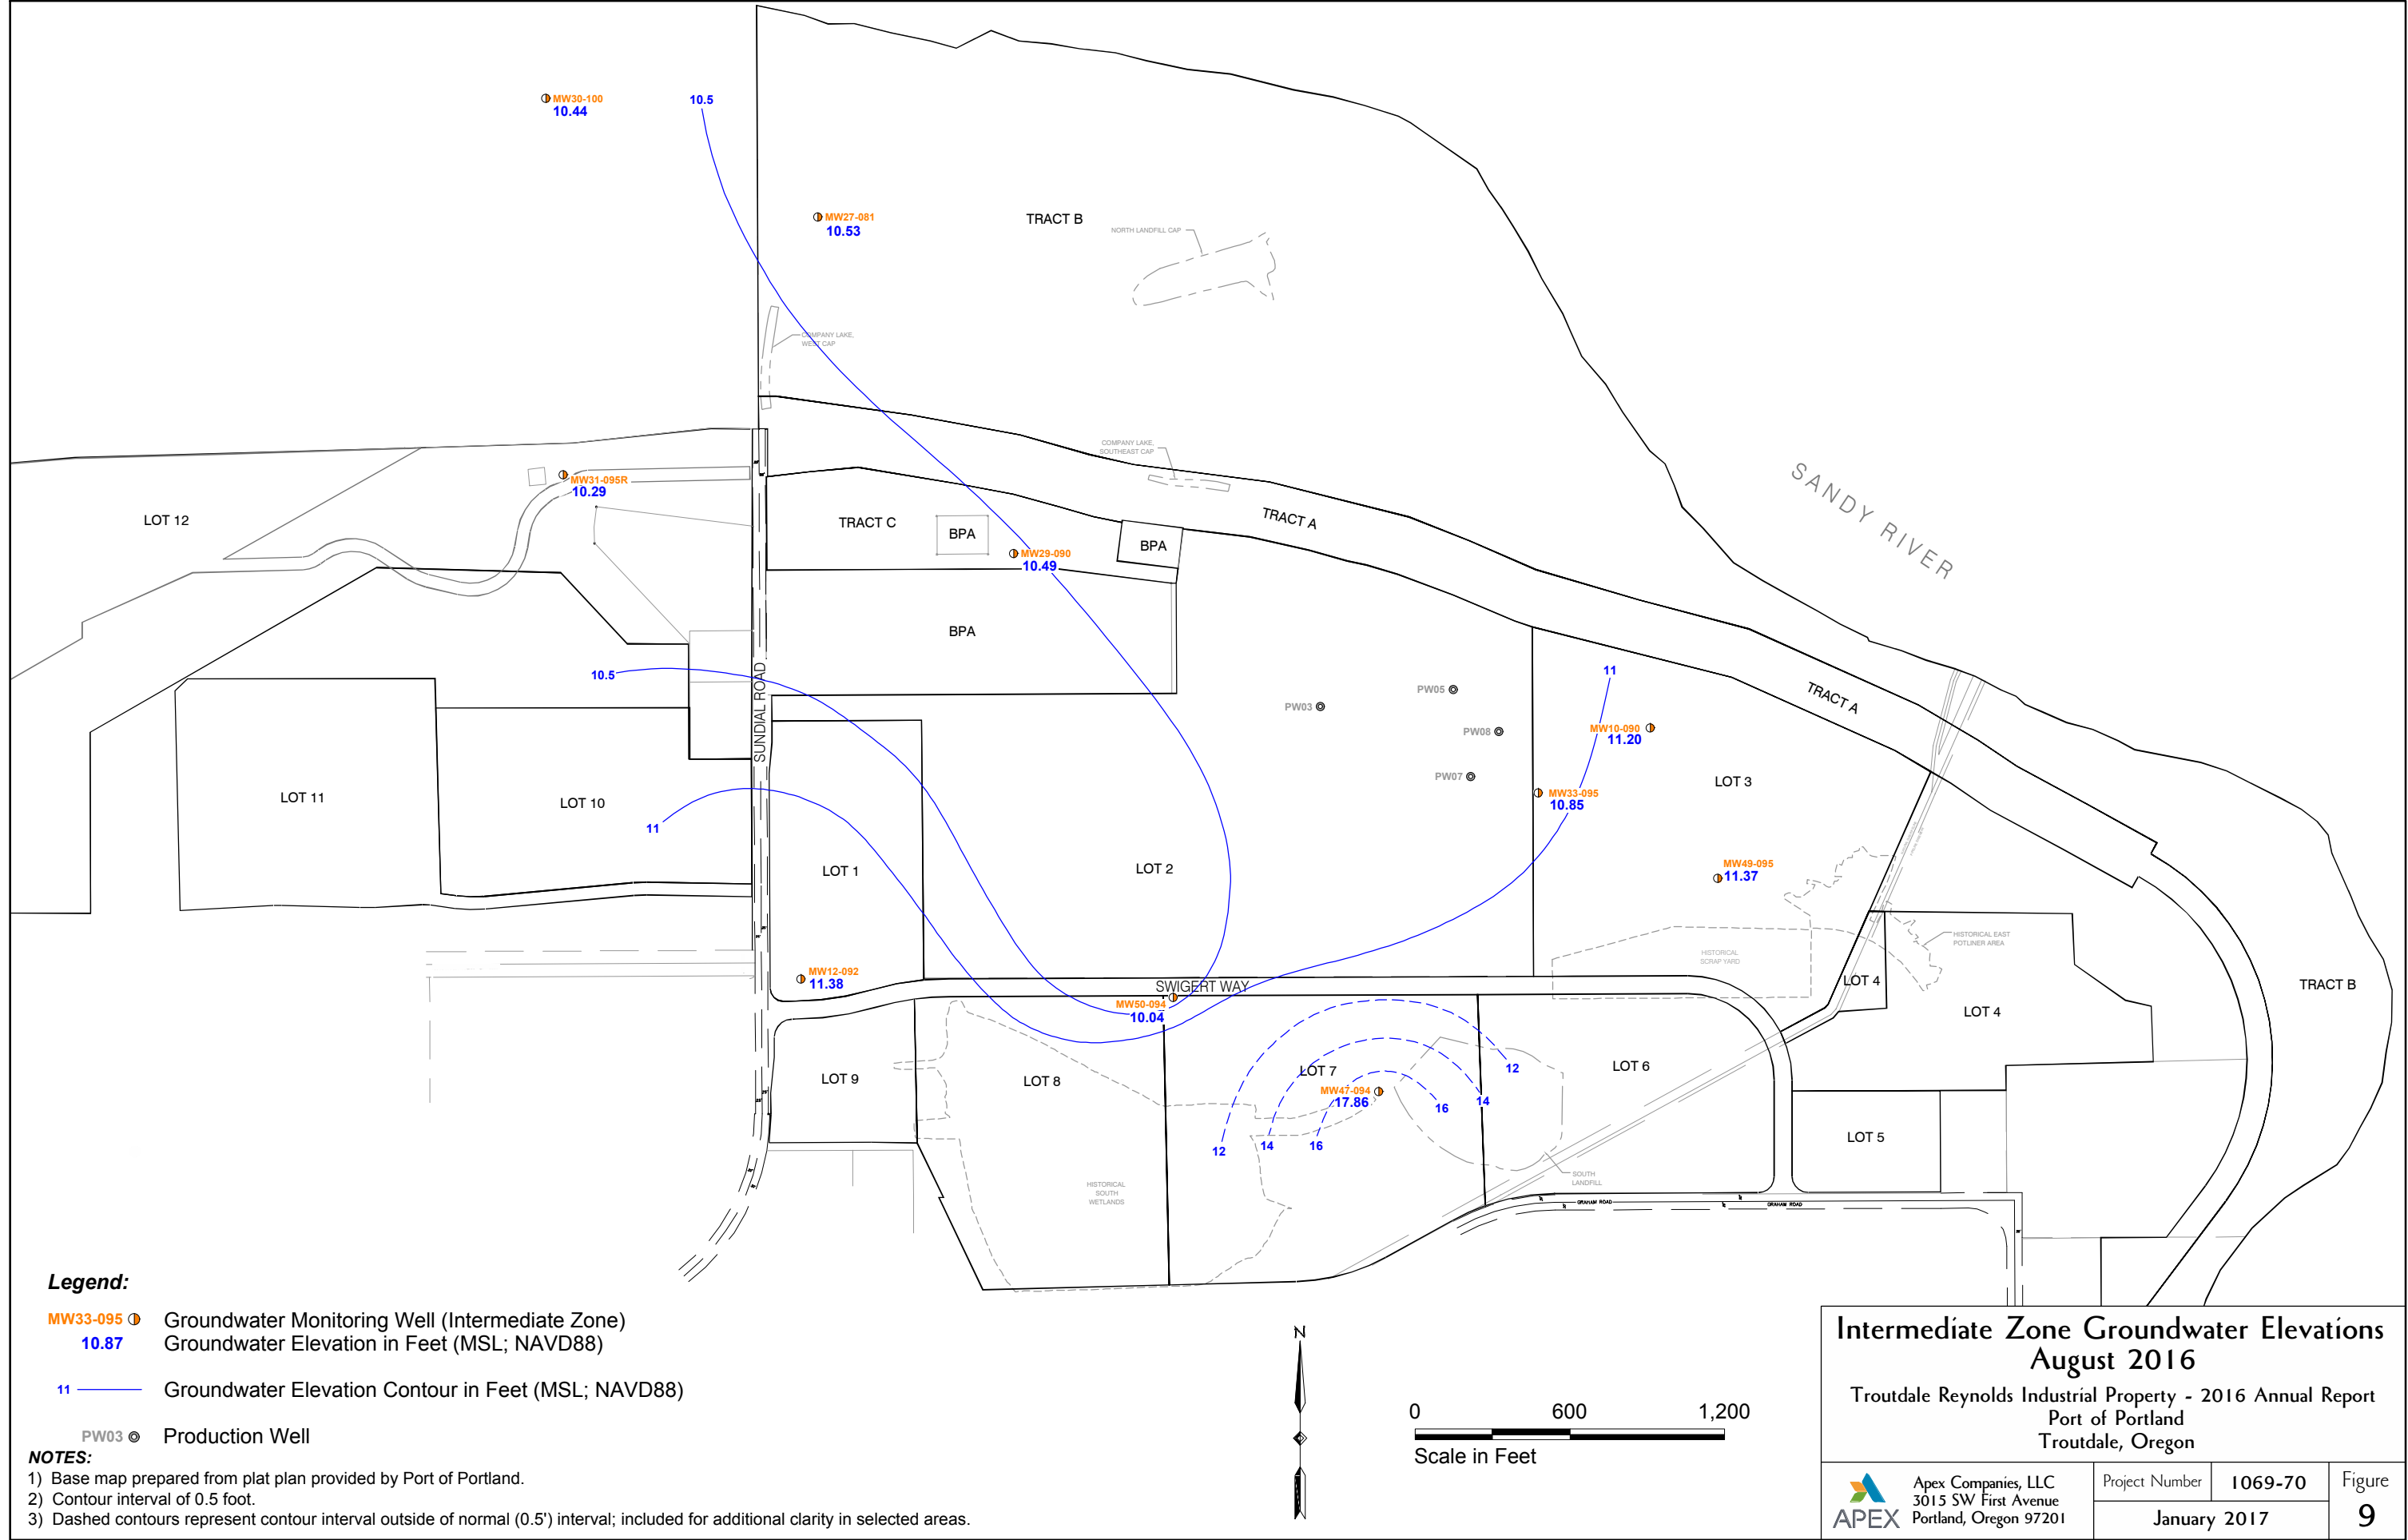 MW30-100
10.44
10.5
MW27-081
10.53
TRACT B
NORTH LANDFILL CAP
COMPANY LAKE,
WEST CAP
COMPANY LAKE,
SOUTHEAST CAP
SANDY RIVER
MW31-095R
10.29
LOT 12
TRACT C
BPA
MW29-090
10.49
BPA
TRACT A
BPA
10.5
SUNDIAL ROAD
PW03
PW05
PW08
PW07
11
MW10-090
11.20
TRACT A
MW33-095
10.85
LOT 3
LOT 11
LOT 10
11
LOT 1
LOT 2
MW49-095
11.37
HISTORICAL
SCRAP YARD
HISTORICAL EAST
POTLINER AREA
MW12-092
11.38
SWIGERT WAY
MW50-094
10.04
LOT 4
LOT 4
TRACT B
LOT 9
LOT 8
LOT 7
MW47-094
17.86
12
14
16
12
14
16
LOT 6
LOT 5
HISTORICAL
SOUTH
WETLANDS
SOUTH
LANDFILL
GRAHAM ROAD
GRAHAM ROAD
Legend:
MW33-095 Groundwater Monitoring Well (Intermediate Zone)
10.87 Groundwater Elevation in Feet (MSL; NAVD88)
11 Groundwater Elevation Contour in Feet (MSL; NAVD88)
PW03 Production Well
NOTES:
1) Base map prepared from plat plan provided by Port of Portland.
2) Contour interval of 0.5 foot.
3) Dashed contours represent contour interval outside of normal (0.5') interval; included for additional clarity in selected areas.
N
0 600 1,200
Scale in Feet
Intermediate Zone Groundwater Elevations
August 2016
Troutdale Reynolds Industrial Property - 2016 Annual Report
Port of Portland
Troutdale, Oregon
APEX
Apex Companies, LLC
3015 SW First Avenue
Portland, Oregon 97201
Project Number 1069-70
January 2017
Figure
9